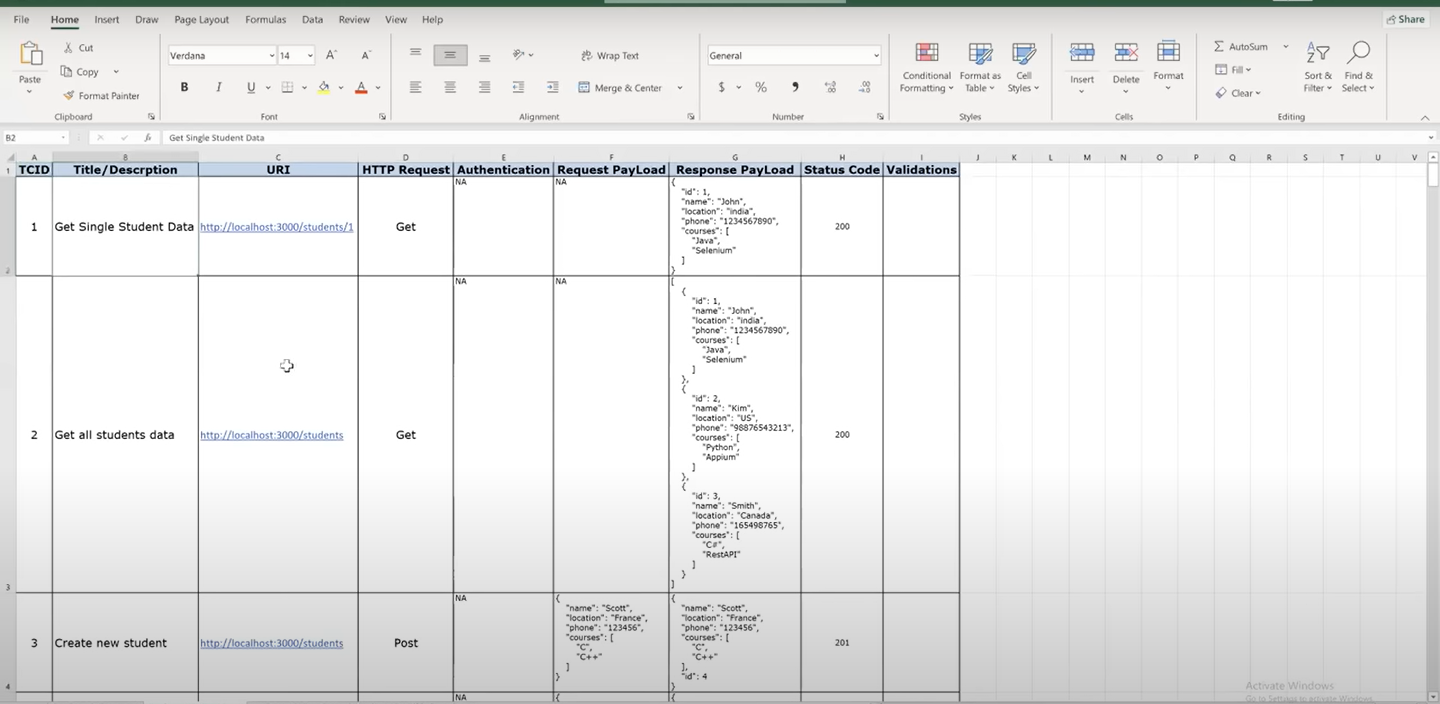 File Home Insert Draw Page Layout Formulas Data Review View Help Share
Paste Cut Copy Format Painter
Clipboard
Verdana 14 A^ A˅
B I U A
Font
Wrap Text
Merge & Center
Alignment
General
$ % ,
Number
Conditional Formatting Format as Table Cell Styles
Styles
Insert Delete Format
Cells
AutoSum Fill Clear Sort & Filter Find & Select
Editing
B2 fx Get Single Student Data
A B C D E F G H I J K L M N O P Q R S T U V
1 TCID Title/Descrption URI HTTP Request Authentication Request PayLoad Response PayLoad Status Code Validations
2
1 Get Single Student Data http://localhost:3000/students/1 Get NA NA
{
"id": 1,
"name": "John",
"location": "india",
"phone": "1234567890",
"courses": [
"Java",
"Selenium"
]
}
200
3
2 Get all students data http://localhost:3000/students Get NA NA
[
{
"id": 1,
"name": "John",
"location": "india",
"phone": "1234567890",
"courses": [
"Java",
"Selenium"
]
},
{
"id": 2,
"name": "Kim",
"location": "US",
"phone": "98876543213",
"courses": [
"Python",
"Appium"
]
},
{
"id": 3,
"name": "Smith",
"location": "Canada",
"phone": "165498765",
"courses": [
"C#",
"RestAPI"
]
}
]
200
4
3 Create new student http://localhost:3000/students Post NA
{
"name": "Scott",
"location": "France",
"phone": "123456",
"courses": [
"C",
"C++"
]
}
{
"name": "Scott",
"location": "France",
"phone": "123456",
"courses": [
"C",
"C++"
],
"id": 4
}
201
NA { {
Activate Windows
Go to Settings to activate Windows.